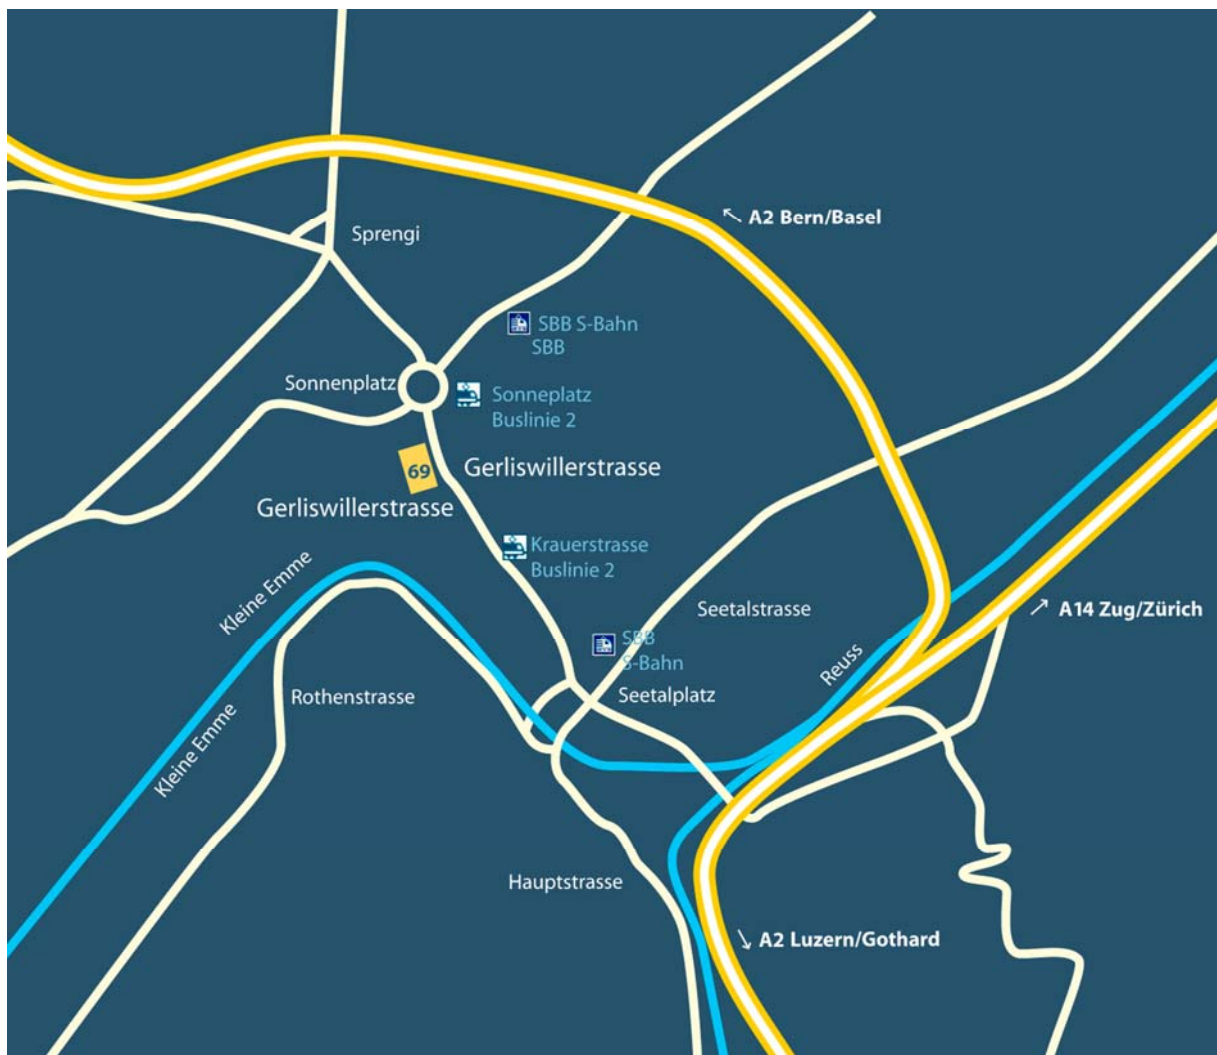 A2 Bern/Basel
Sprengi
SBB S-Bahn
SBB
Sonnenplatz
Sonneplatz
Buslinie 2
69
Gerliswillerstrasse
Gerliswillerstrasse
Krauerstrasse
Buslinie 2
Kleine Emme
Seetalstrasse
A14 Zug/Zürich
SBB
S-Bahn
Reuss
Rothenstrasse
Seetalplatz
Kleine Emme
Hauptstrasse
A2 Luzern/Gothard